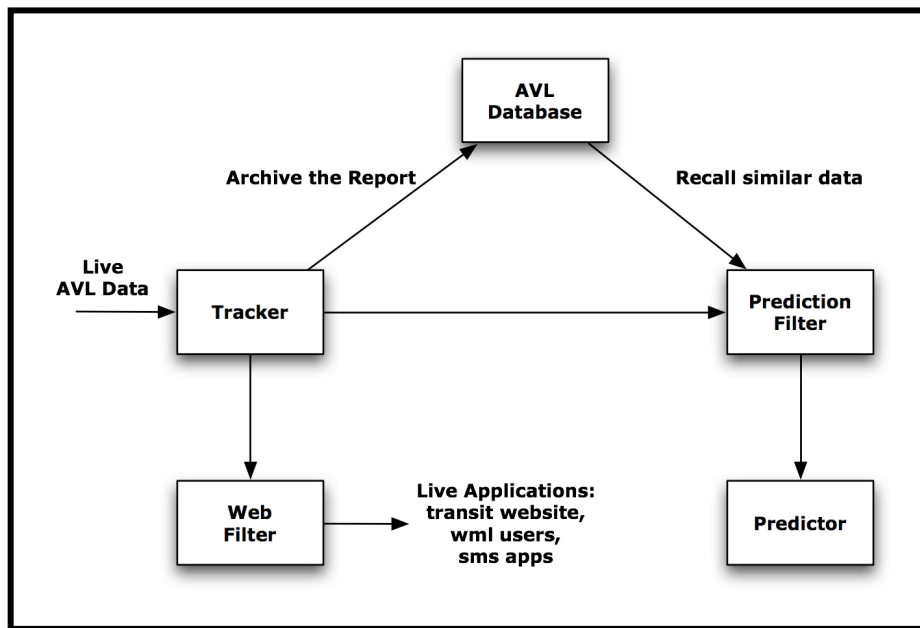 AVL
Database
Archive the Report
Recall similar data
Live
AVL Data
Tracker
Prediction
Filter
Web
Filter
Live Applications:
transit website,
wml users,
sms apps
Predictor